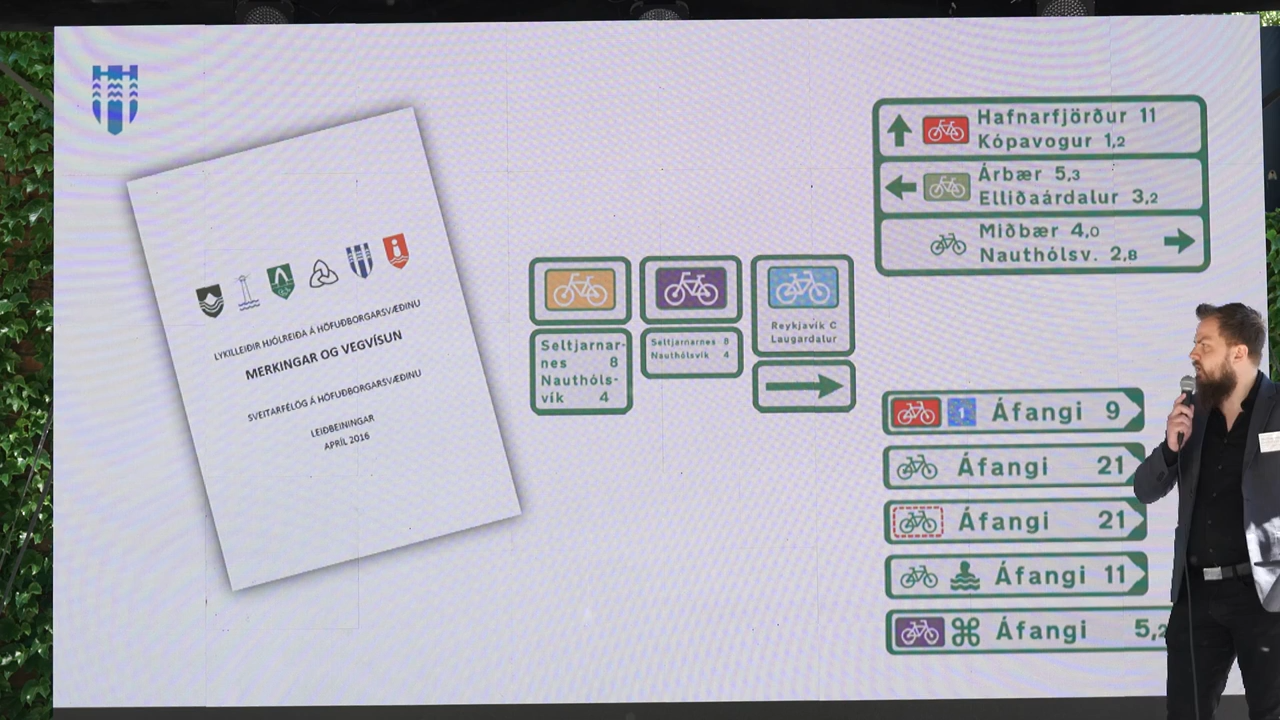 LYKILLEIÐIR HJÓLREIÐA Á HÖFUÐBORGARSVÆÐINU
MERKINGAR OG VEGVÍSUN
SVEITARFÉLÖG Á HÖFUÐBORGARSVÆÐINU
LEIÐBEININGAR
APRÍL 2016
Seltjarnar-
nes 8
Nauthóls-
vík 4
Seltjarnarnes 8
Nauthólsvík 4
Reykjavík C
Laugardalur
Hafnarfjörður 11
Kópavogur 1,2
Árbær 5,3
Elliðaárdalur 3,2
Miðbær 4,0
Nauthólsv. 2,8
1 Áfangi 9
Áfangi 21
Áfangi 21
Áfangi 11
Áfangi 5,2